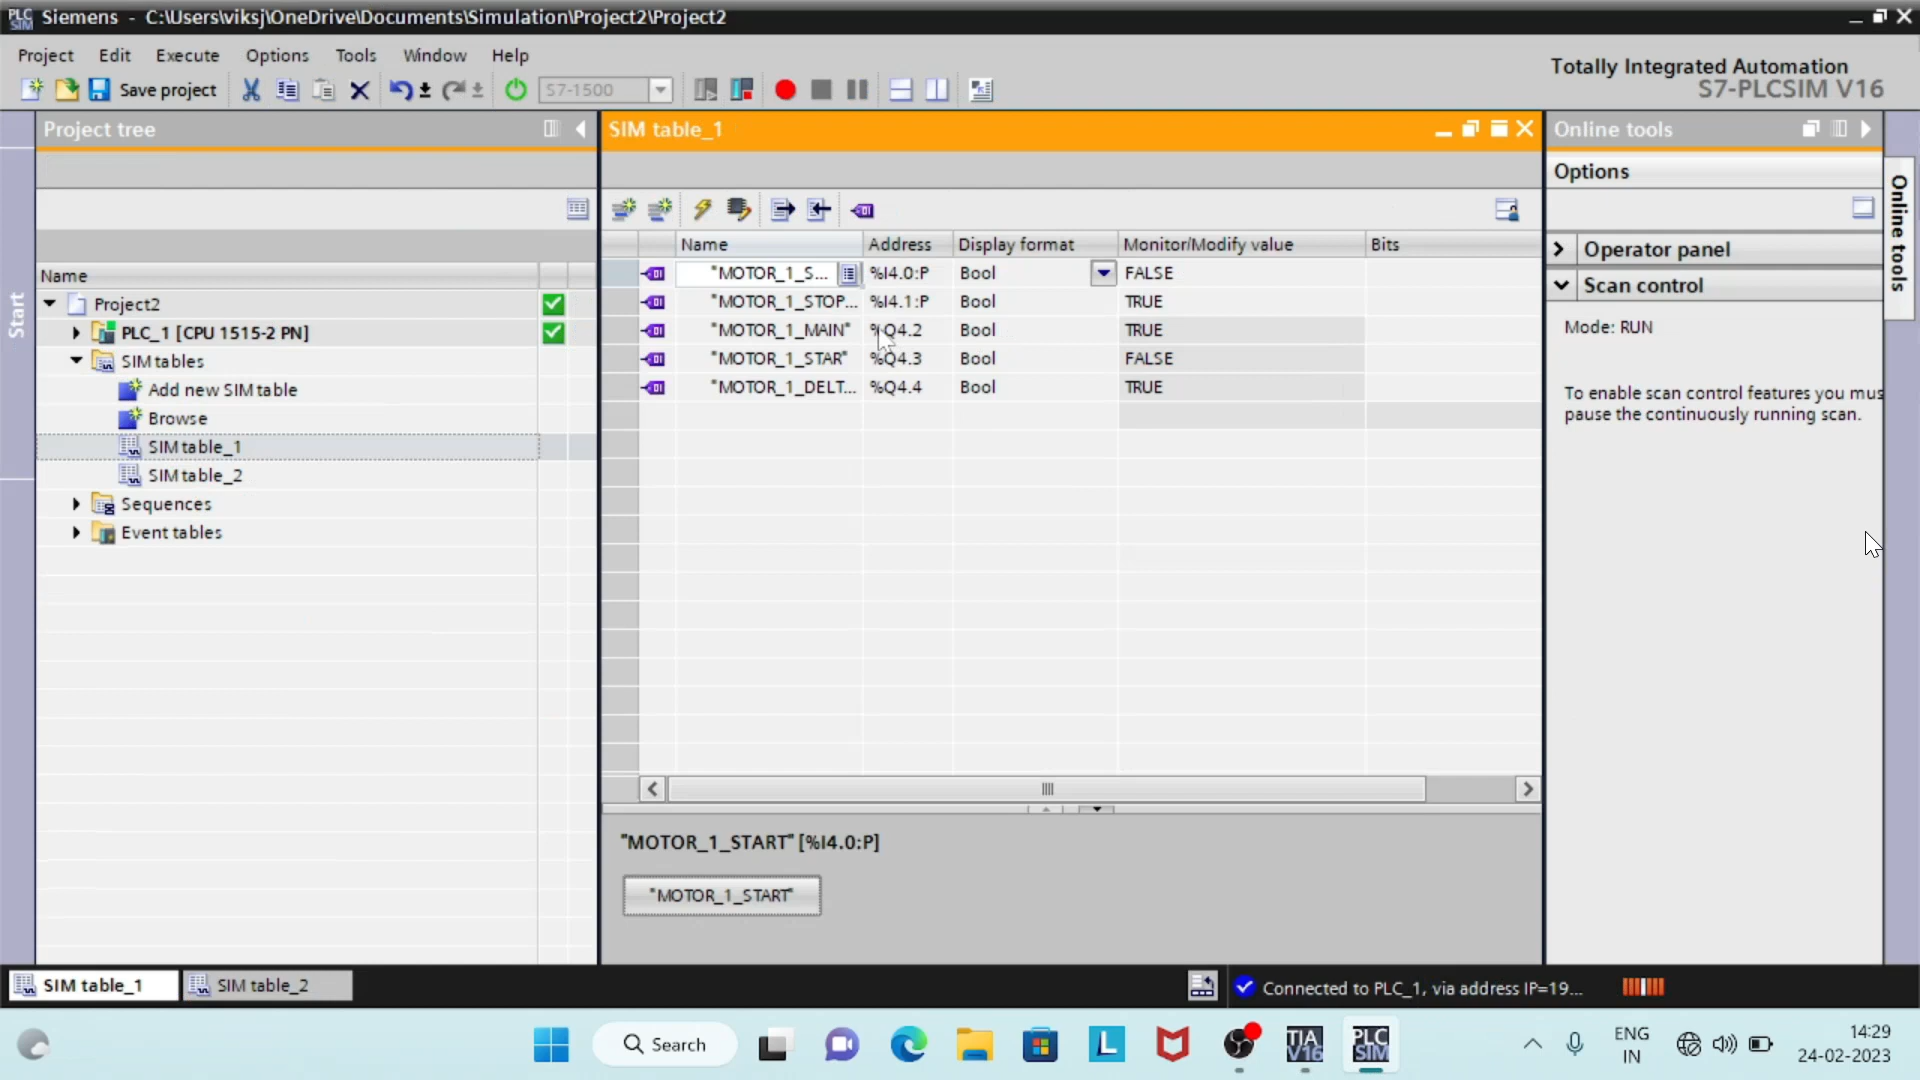 PLC SIM Siemens - C:\Users\viksj\OneDrive\Documents\Simulation\Project2\Project2
Project Edit Execute Options Tools Window Help
Totally Integrated Automation
S7-PLCSIM V16
Save project S7-1500
Project tree
SIM table_1
Online tools
Options
Name Address Display format Monitor/Modify value Bits
Operator panel
Scan control
Mode: RUN
To enable scan control features you mus
pause the continuously running scan.
Online tools
Start
Name
Project2
PLC_1 [CPU 1515-2 PN]
SIM tables
Add new SIM table
Browse
SIM table_1
SIM table_2
Sequences
Event tables
"MOTOR_1_S... %I4.0:P Bool FALSE
"MOTOR_1_STOP... %I4.1:P Bool TRUE
"MOTOR_1_MAIN" %Q4.2 Bool TRUE
"MOTOR_1_STAR" %Q4.3 Bool FALSE
"MOTOR_1_DELT... %Q4.4 Bool TRUE
"MOTOR_1_START" [%I4.0:P]
"MOTOR_1_START"
SIM table_1 SIM table_2
Connected to PLC_1, via address IP=19...
Search
L
TIA V16
PLC SIM
ENG
IN
14:29
24-02-2023